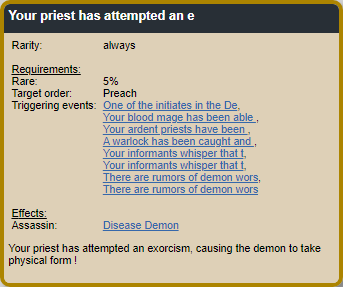 Your priest has attempted an e
Rarity: always
Requirements:
Rare: 5%
Target order: Preach
Triggering events: One of the initiates in the De,
Your blood mage has been able ,
Your ardent priests have been ,
A warlock has been caught and ,
Your informants whisper that t,
Your informants whisper that t,
There are rumors of demon wors,
There are rumors of demon wors
Effects:
Assassin: Disease Demon
Your priest has attempted an exorcism, causing the demon to take
physical form !